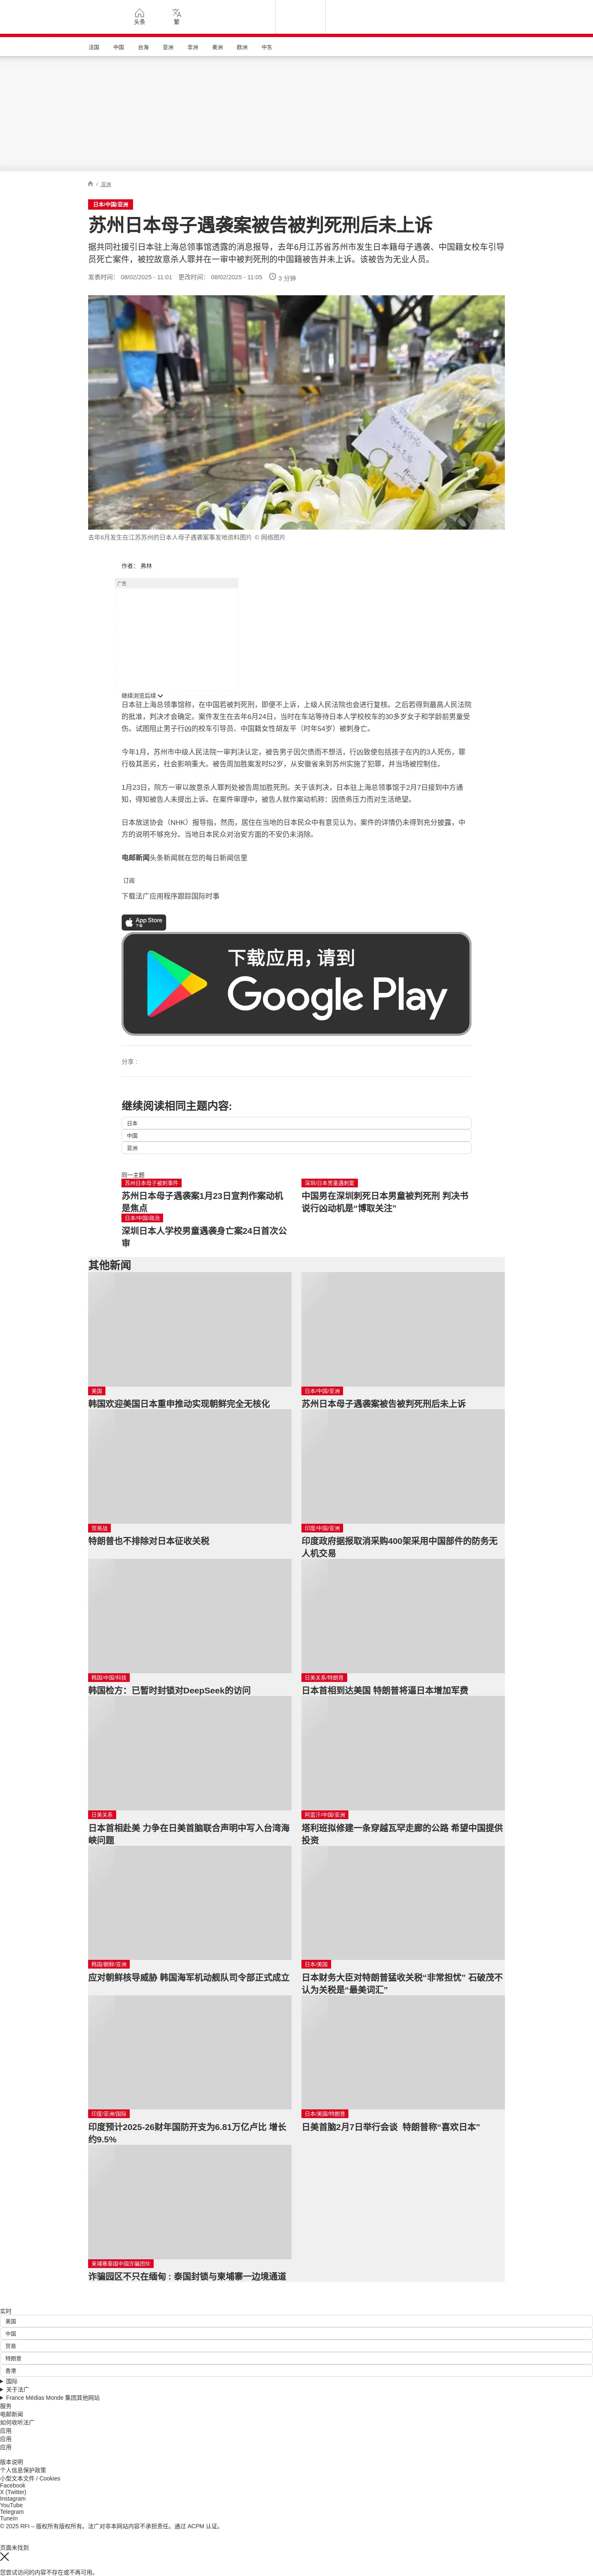 头条
繁
法国 中国 台海 亚洲 非洲 美洲 欧洲 中东
/ 亚洲
日本/中国/亚洲
苏州日本母子遇袭案被告被判死刑后未上诉
据共同社援引日本驻上海总领事馆透露的消息报导，去年6月江苏省苏州市发生日本籍母子遇袭、中国籍女校车引导
员死亡案件，被控故意杀人罪并在一审中被判死刑的中国籍被告并未上诉。该被告为无业人员。
发表时间： 08/02/2025 - 11:01 更改时间： 08/02/2025 - 11:05 3 分钟
去年6月发生在江苏苏州的日本人母子遇袭案事发地资料图片 © 网络图片
作者： 弗林
广告
继续浏览后续
日本驻上海总领事馆称，在中国若被判死刑，即便不上诉，上级人民法院也会进行复核。之后若得到最高人民法院
的批准，判决才会确定。案件发生在去年6月24日，当时在车站等待日本人学校校车的30多岁女子和学龄前男童受
伤。试图阻止男子行凶的校车引导员、中国籍女性胡友平（时年54岁）被刺身亡。
今年1月，苏州市中级人民法院一审判决认定，被告男子因欠债而不想活，行凶致使包括孩子在内的3人死伤，罪
行极其恶劣，社会影响重大。被告周加胜案发时52岁，从安徽省来到苏州实施了犯罪，并当场被控制住。
1月23日，院方一审以故意杀人罪判处被告周加胜死刑。关于该判决，日本驻上海总领事馆于2月7日接到中方通
知，得知被告人未提出上诉。在案件审理中，被告人就作案动机称：因债务压力而对生活绝望。
日本放送协会（NHK）报导指，然而，居住在当地的日本民众中有意见认为，案件的详情仍未得到充分披露，中
方的说明不够充分。当地日本民众对治安方面的不安仍未消除。
电邮新闻头条新闻就在您的每日新闻信里
订阅
下载法广应用程序跟踪国际时事
App Store
下载
下载应用，请到
Google Play
分享 :
继续阅读相同主题内容:
日本
中国
亚洲
同一主题
苏州日本母子被刺事件
苏州日本母子遇袭案1月23日宣判作案动机
是焦点
深圳/日本男童遇刺案
中国男在深圳刺死日本男童被判死刑 判决书
说行凶动机是“博取关注”
日本/中国/政治
深圳日本人学校男童遇袭身亡案24日首次公
审
其他新闻
美国
韩国欢迎美国日本重申推动实现朝鲜完全无核化
日本/中国/亚洲
苏州日本母子遇袭案被告被判死刑后未上诉
贸易战
特朗普也不排除对日本征收关税
印度/中国/亚洲
印度政府据报取消采购400架采用中国部件的防务无
人机交易
韩国/中国/科技
韩国检方：已暂时封锁对DeepSeek的访问
日美关系/特朗普
日本首相到达美国 特朗普将逼日本增加军费
日美关系
日本首相赴美 力争在日美首脑联合声明中写入台湾海
峡问题
阿富汗/中国/亚洲
塔利班拟修建一条穿越瓦罕走廊的公路 希望中国提供
投资
韩国/朝鲜/亚洲
应对朝鲜核导威胁 韩国海军机动舰队司令部正式成立
日本/美国
日本财务大臣对特朗普猛收关税“非常担忧” 石破茂不
认为关税是“最美词汇”
印度/亚洲/国际
印度预计2025-26财年国防开支为6.81万亿卢比 增长
约9.5%
日本/美国/特朗普
日美首脑2月7日举行会谈 特朗普称“喜欢日本”
柬埔寨泰国中国诈骗团伙
诈骗园区不只在缅甸：泰国封锁与柬埔寨一边境通道
实时
美国
中国
贸易
特朗普
香港
国际
关于法广
France Médias Monde 集团其他网站
服务
电邮新闻
如何收听法广
应用
应用
应用
版本说明
个人信息保护政策
小型文本文件 / Cookies
Facebook
X (Twitter)
Instagram
YouTube
Telegram
TuneIn
© 2025 RFI – 版权所有版权所有。法广对非本网站内容不承担责任。通过 ACPM 认证。
页面未找到
您尝试访问的内容不存在或不再可用。